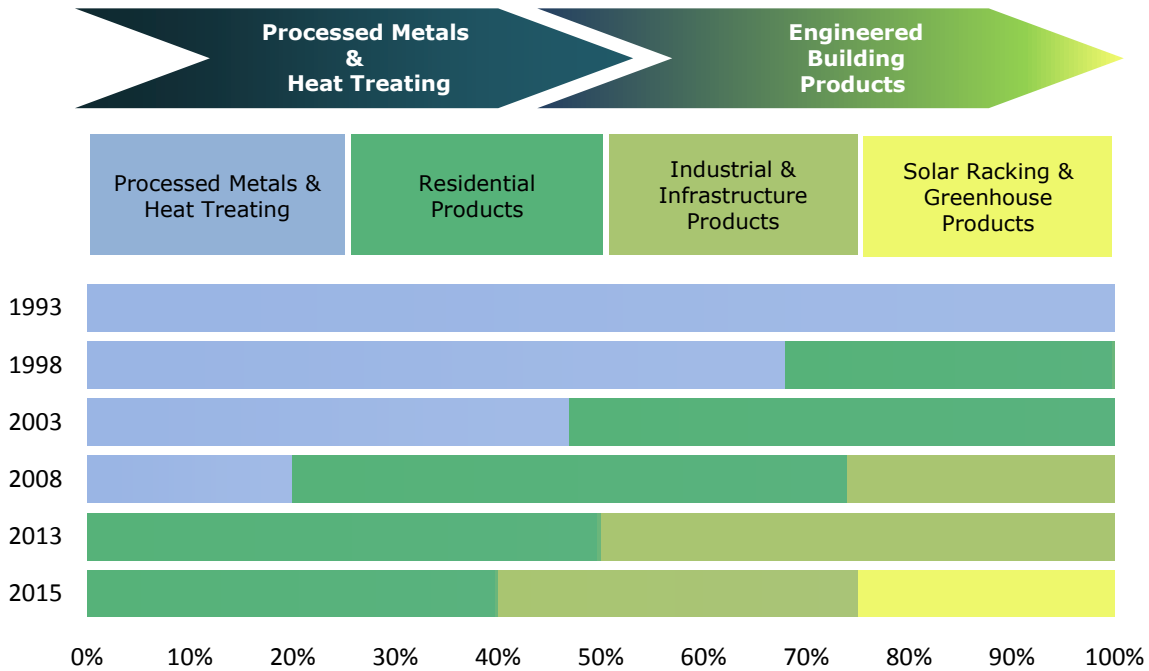 Processed Metals
&
Heat Treating
Engineered
Building
Products
Processed Metals &
Heat Treating
Residential
Products
Industrial &
Infrastructure
Products
Solar Racking &
Greenhouse
Products
1993
1998
2003
2008
2013
2015
0% 10% 20% 30% 40% 50% 60% 70% 80% 90% 100%